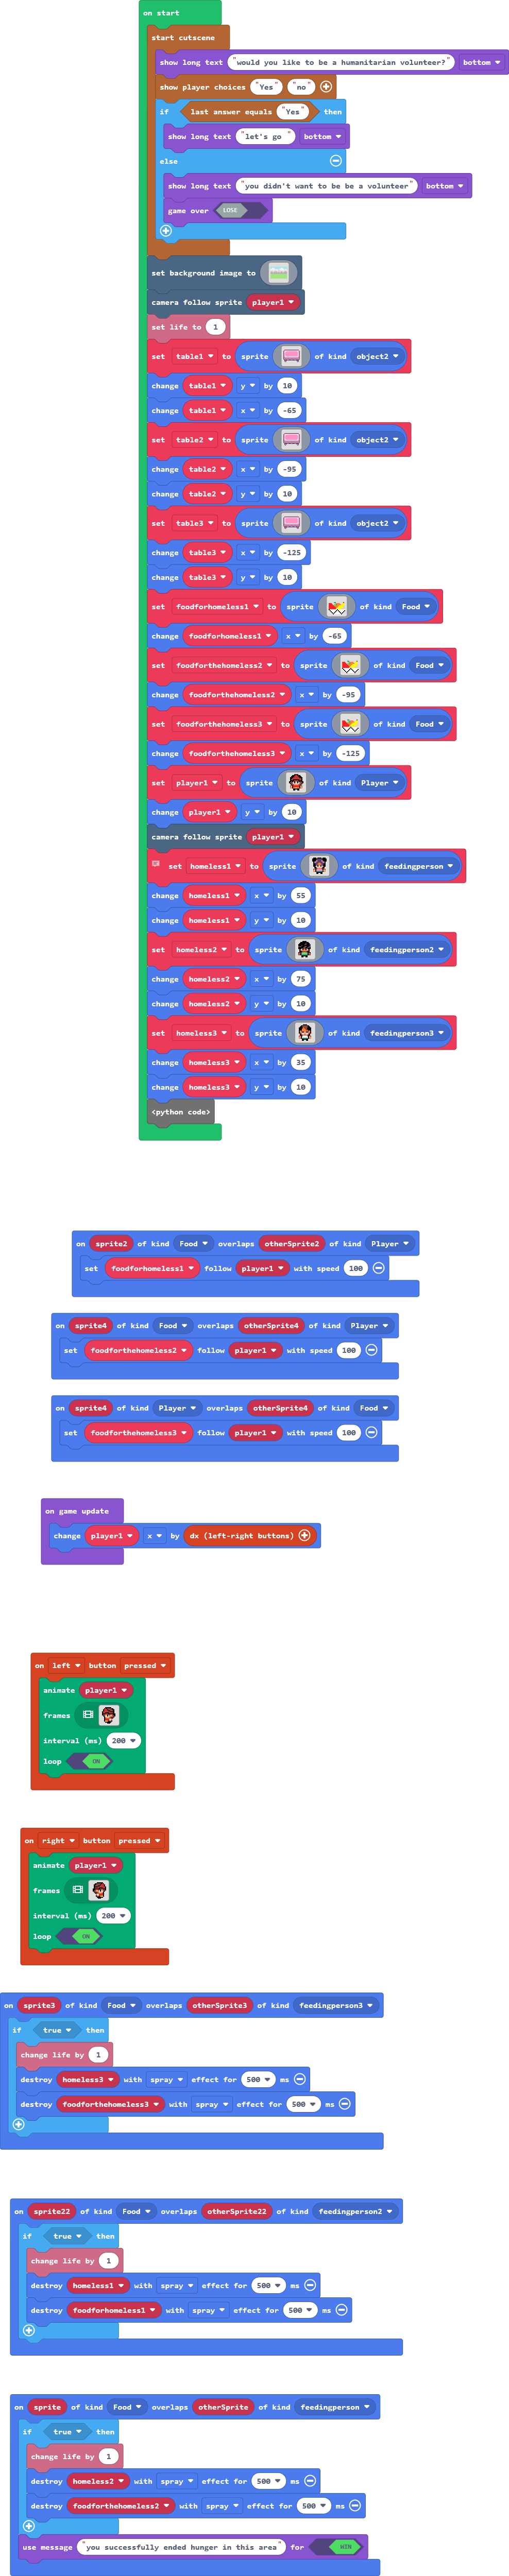 on start
start cutscene
show long text "would you like to be a humanitarian volunteer?" bottom
show player choices "Yes" "no"
if last answer equals "Yes" then
show long text "let's go " bottom
else
show long text "you didn't want to be be a volunteer" bottom
game over LOSE
set background image to
camera follow sprite player1
set life to 1
set table1 to sprite of kind object2
change table1 y by 10
change table1 x by -65
set table2 to sprite of kind object2
change table2 x by -95
change table2 y by 10
set table3 to sprite of kind object2
change table3 x by -125
change table3 y by 10
set foodforhomeless1 to sprite of kind Food
change foodforhomeless1 x by -65
set foodforthehomeless2 to sprite of kind Food
change foodforthehomeless2 x by -95
set foodforthehomeless3 to sprite of kind Food
change foodforthehomeless3 x by -125
set player1 to sprite of kind Player
change player1 y by 10
camera follow sprite player1
set homeless1 to sprite of kind feedingperson
change homeless1 x by 55
change homeless1 y by 10
set homeless2 to sprite of kind feedingperson2
change homeless2 x by 75
change homeless2 y by 10
set homeless3 to sprite of kind feedingperson3
change homeless3 x by 35
change homeless3 y by 10
<python code>
on sprite2 of kind Food overlaps otherSprite2 of kind Player
set foodforhomeless1 follow player1 with speed 100
on sprite4 of kind Food overlaps otherSprite4 of kind Player
set foodforthehomeless2 follow player1 with speed 100
on sprite4 of kind Player overlaps otherSprite4 of kind Food
set foodforthehomeless3 follow player1 with speed 100
on game update
change player1 x by dx (left-right buttons)
on left button pressed
animate player1
frames
interval (ms) 200
loop ON
on right button pressed
animate player1
frames
interval (ms) 200
loop ON
on sprite3 of kind Food overlaps otherSprite3 of kind feedingperson3
if true then
change life by 1
destroy homeless3 with spray effect for 500 ms
destroy foodforthehomeless3 with spray effect for 500 ms
on sprite22 of kind Food overlaps otherSprite22 of kind feedingperson2
if true then
change life by 1
destroy homeless1 with spray effect for 500 ms
destroy foodforhomeless1 with spray effect for 500 ms
on sprite of kind Food overlaps otherSprite of kind feedingperson
if true then
change life by 1
destroy homeless2 with spray effect for 500 ms
destroy foodforthehomeless2 with spray effect for 500 ms
use message "you successfully ended hunger in this area" for WIN